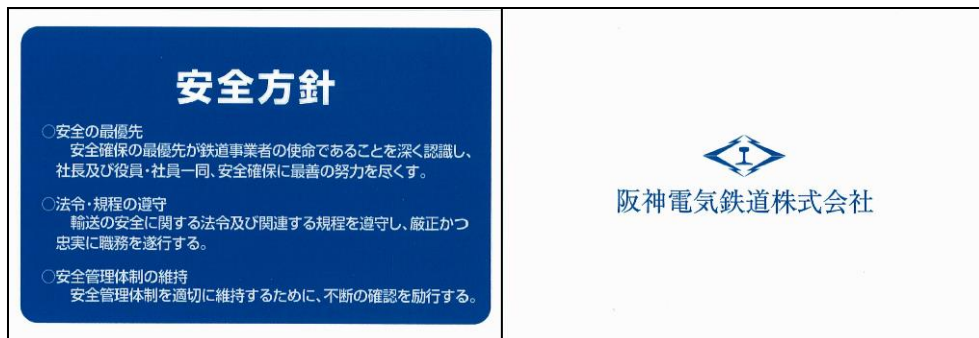 安全方針
○安全の最優先
安全確保の最優先が鉄道事業者の使命であることを深く認識し、
社長及び役員・社員一同、安全確保に最善の努力を尽くす。
○法令・規程の遵守
輸送の安全に関する法令及び関連する規程を遵守し、厳正かつ
忠実に職務を遂行する。
○安全管理体制の維持
安全管理体制を適切に維持するために、不断の確認を励行する。
阪神電気鉄道株式会社